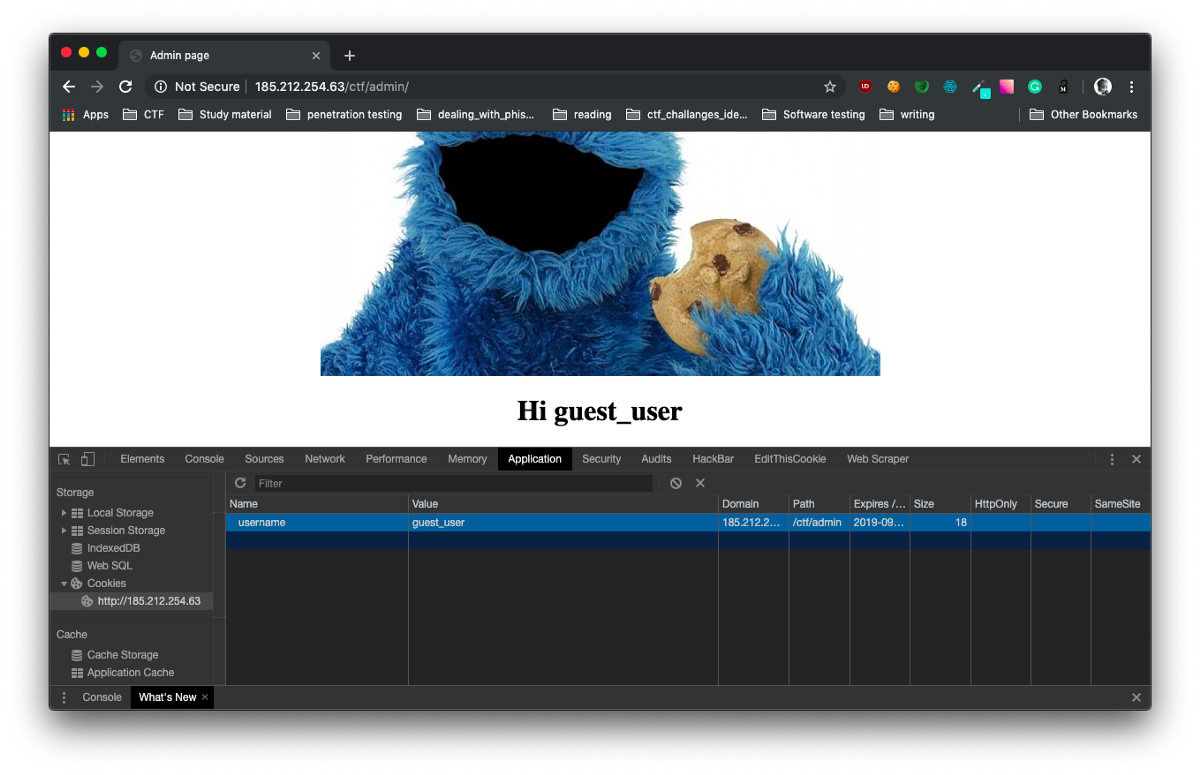 Admin page
Not Secure 185.212.254.63/ctf/admin/
Apps CTF Study material penetration testing dealing_with_phis... reading ctf_challanges_ide... Software testing writing Other Bookmarks
Hi guest_user
Elements Console Sources Network Performance Memory Application Security Audits HackBar EditThisCookie Web Scraper
Storage
Filter
Name Value Domain Path Expires /... Size HttpOnly Secure SameSite
username guest_user 185.212.2... /ctf/admin 2019-09... 18
Local Storage
Session Storage
IndexedDB
Web SQL
Cookies
http://185.212.254.63
Cache
Cache Storage
Application Cache
Console What's New